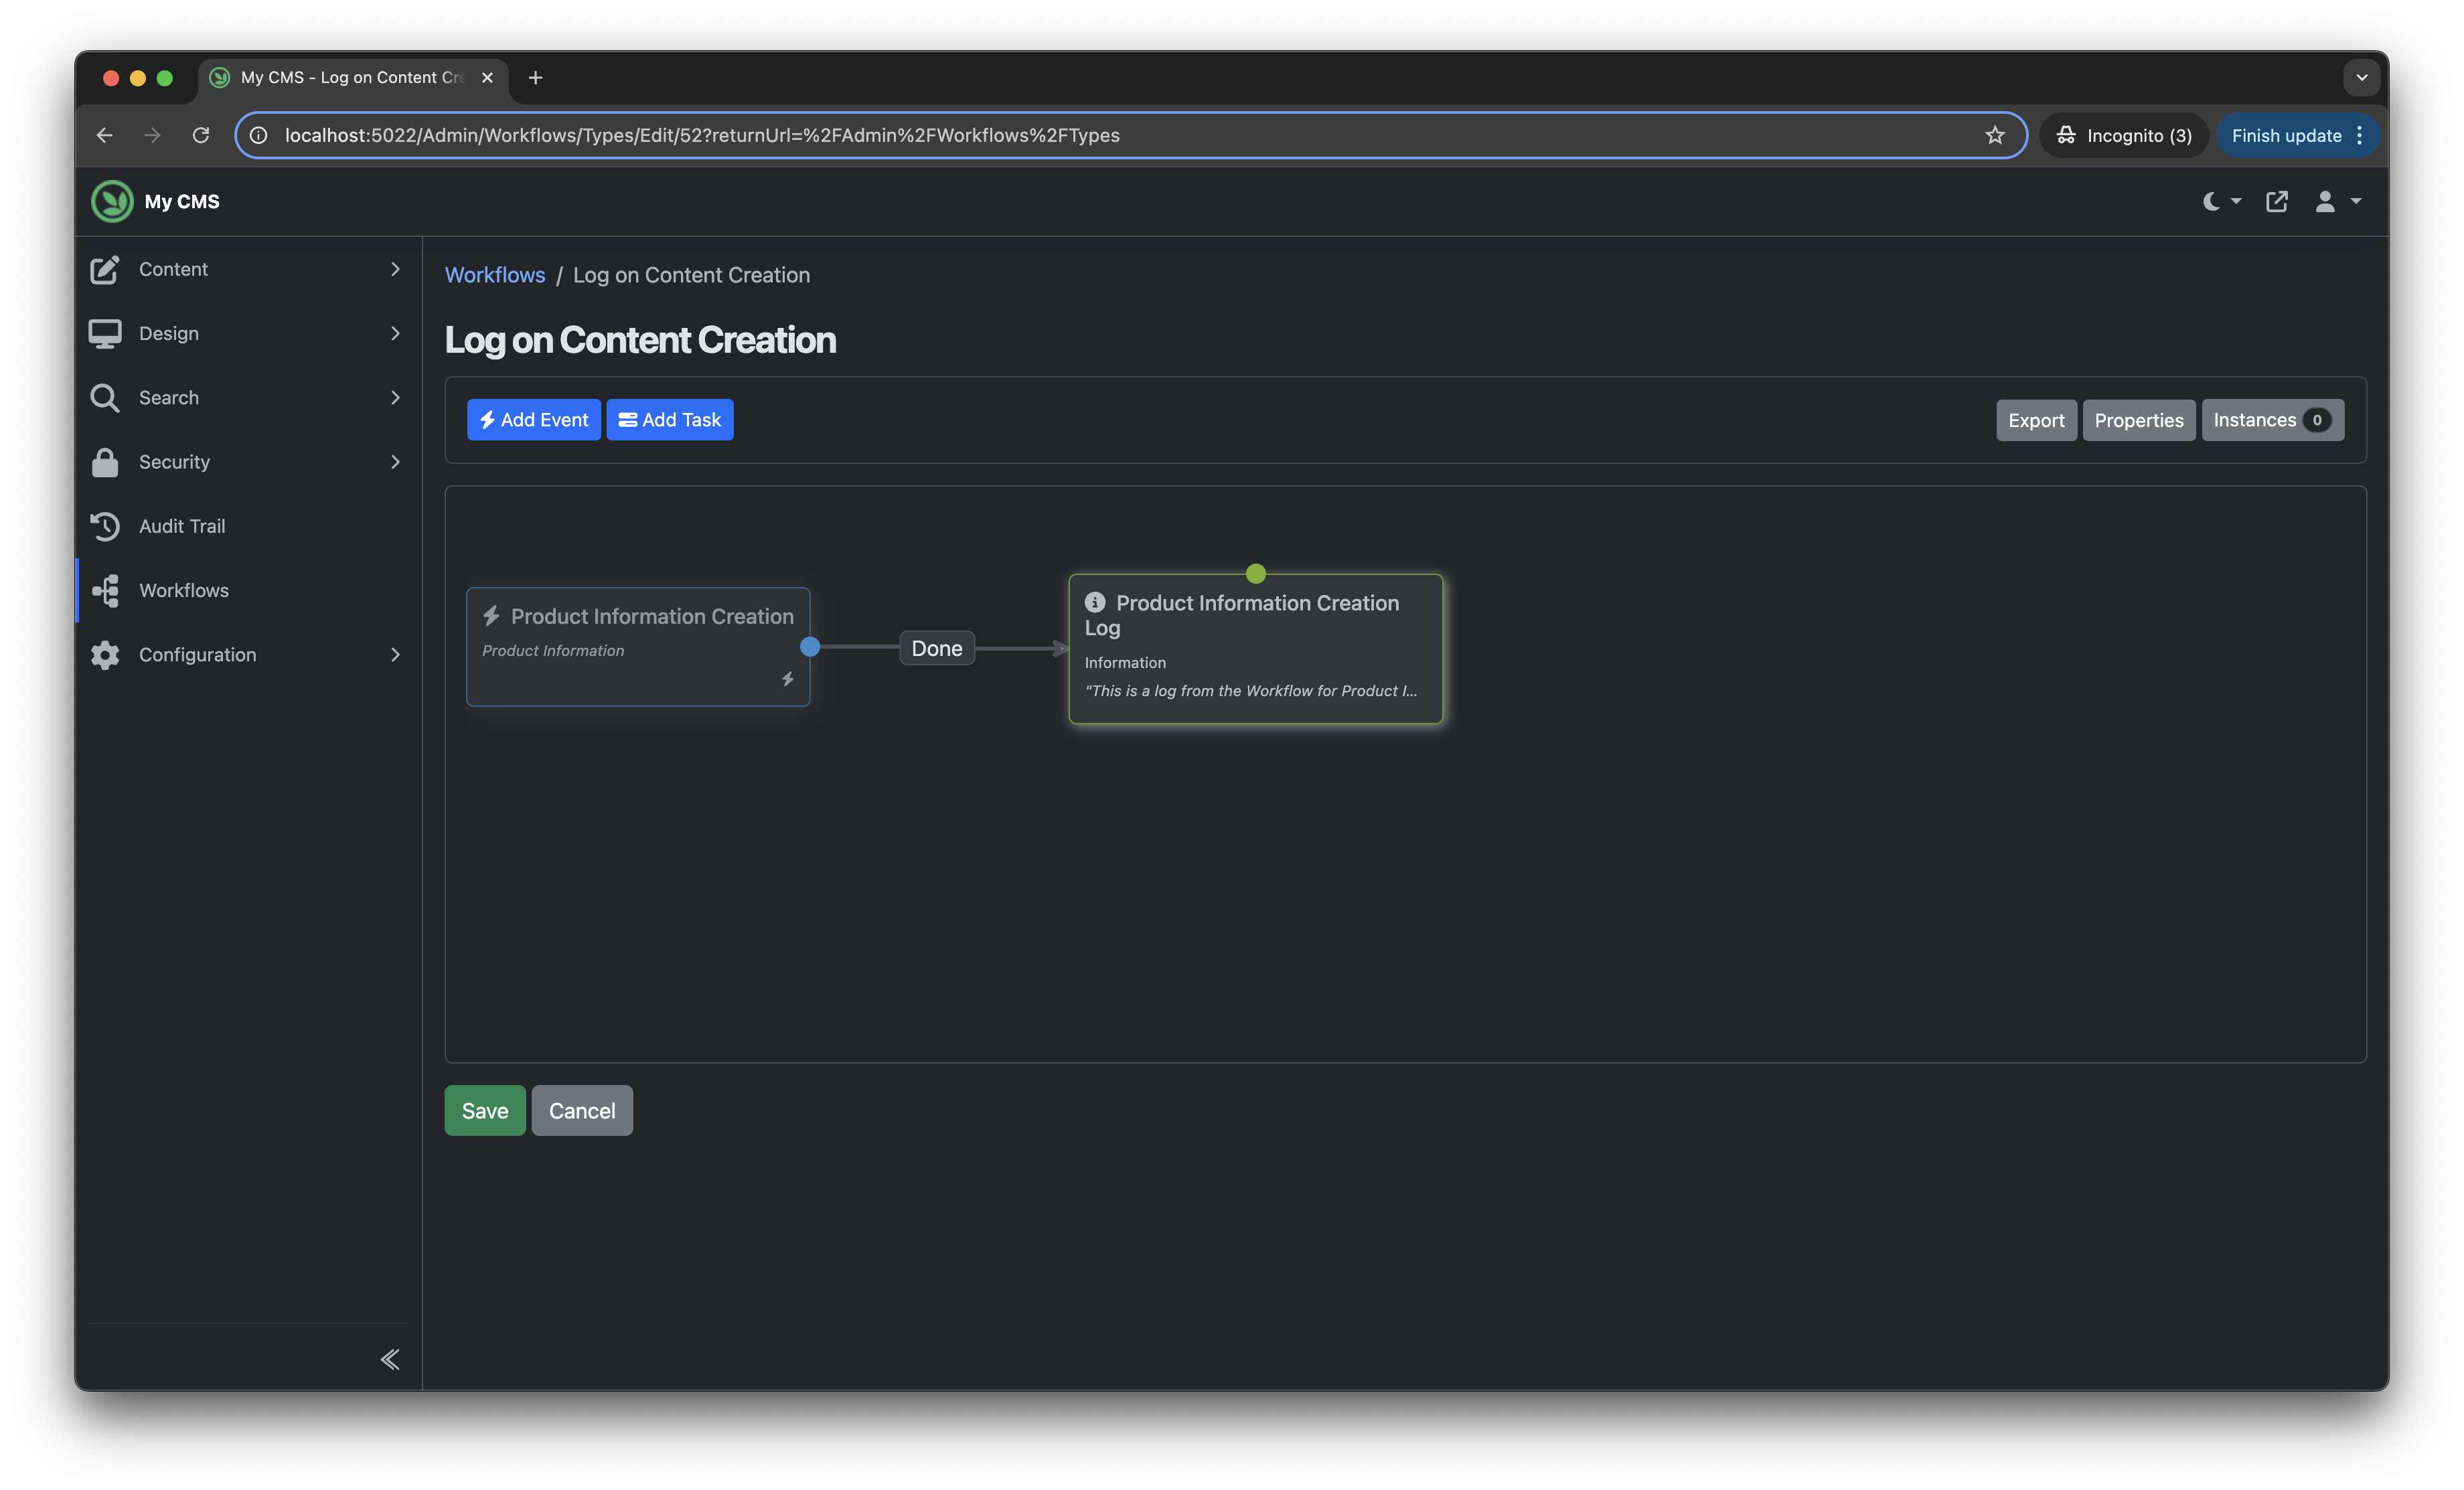 My CMS - Log on Content Cre
localhost:5022/Admin/Workflows/Types/Edit/52?returnUrl=%2FAdmin%2FWorkflows%2FTypes
Incognito (3)
Finish update
My CMS
Content
Design
Search
Security
Audit Trail
Workflows
Configuration
Workflows / Log on Content Creation
Log on Content Creation
Add Event
Add Task
Export
Properties
Instances 0
Product Information Creation
Product Information
Done
Product Information Creation
Log
Information
"This is a log from the Workflow for Product I...
Save
Cancel